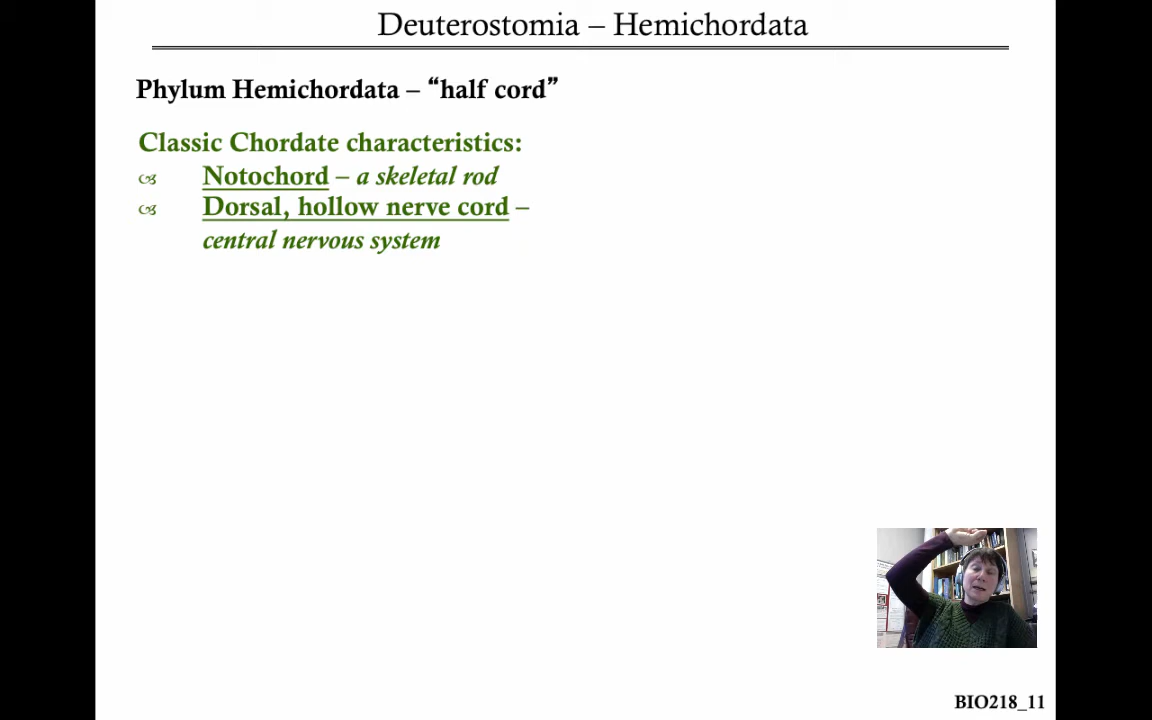 Deuterostomia – Hemichordata
Phylum Hemichordata – “half cord”
Classic Chordate characteristics:
Notochord – a skeletal rod
Dorsal, hollow nerve cord –
central nervous system
BIO218_11